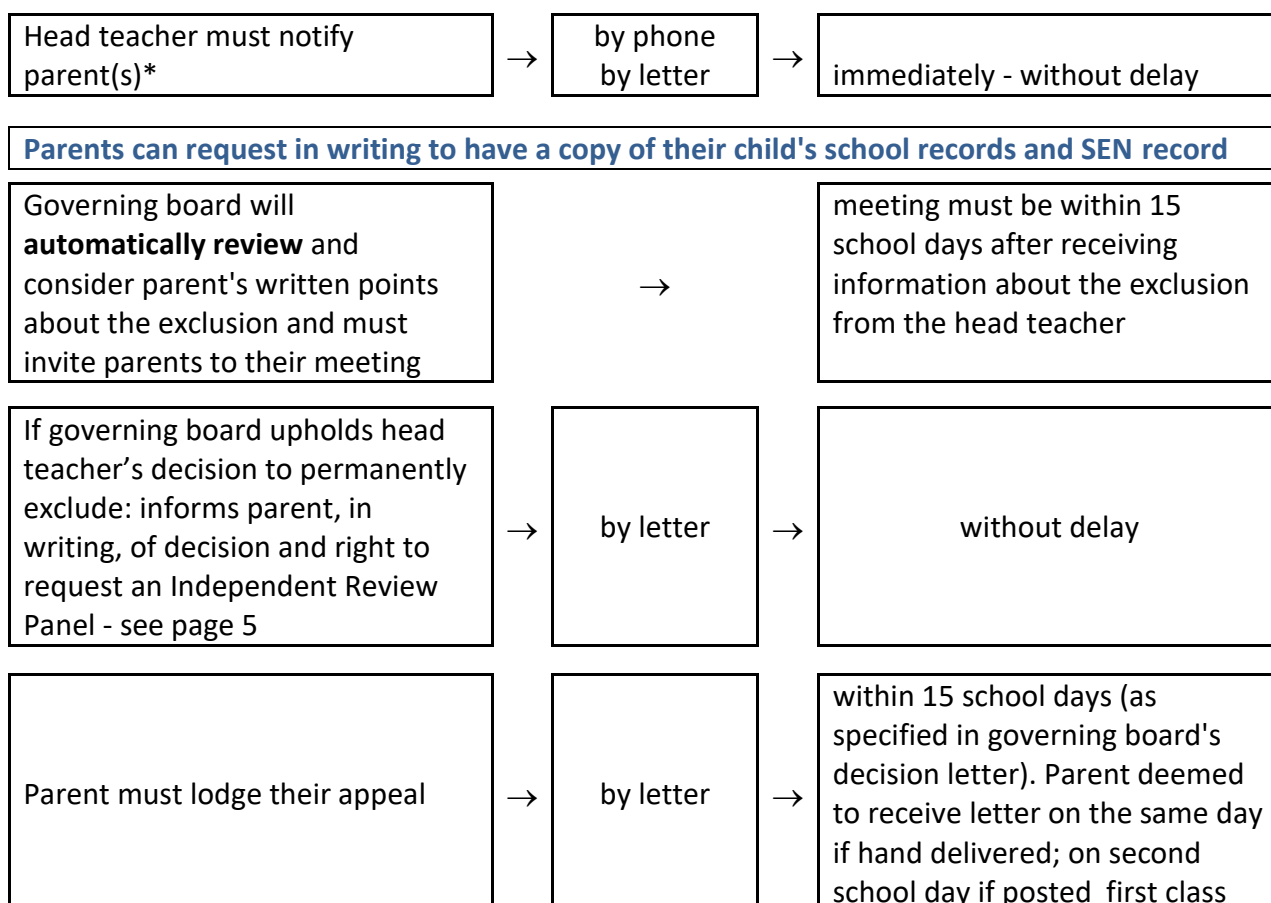 Head teacher must notify
parent(s)*
→
by phone
by letter
→
immediately - without delay
Parents can request in writing to have a copy of their child's school records and SEN record
Governing board will
automatically review and
consider parent's written points
about the exclusion and must
invite parents to their meeting
→
meeting must be within 15
school days after receiving
information about the exclusion
from the head teacher
If governing board upholds head
teacher’s decision to permanently
exclude: informs parent, in
writing, of decision and right to
request an Independent Review
Panel - see page 5
→
by letter
→
without delay
Parent must lodge their appeal
→
by letter
→
within 15 school days (as
specified in governing board's
decision letter). Parent deemed
to receive letter on the same day
if hand delivered; on second
school day if posted first class